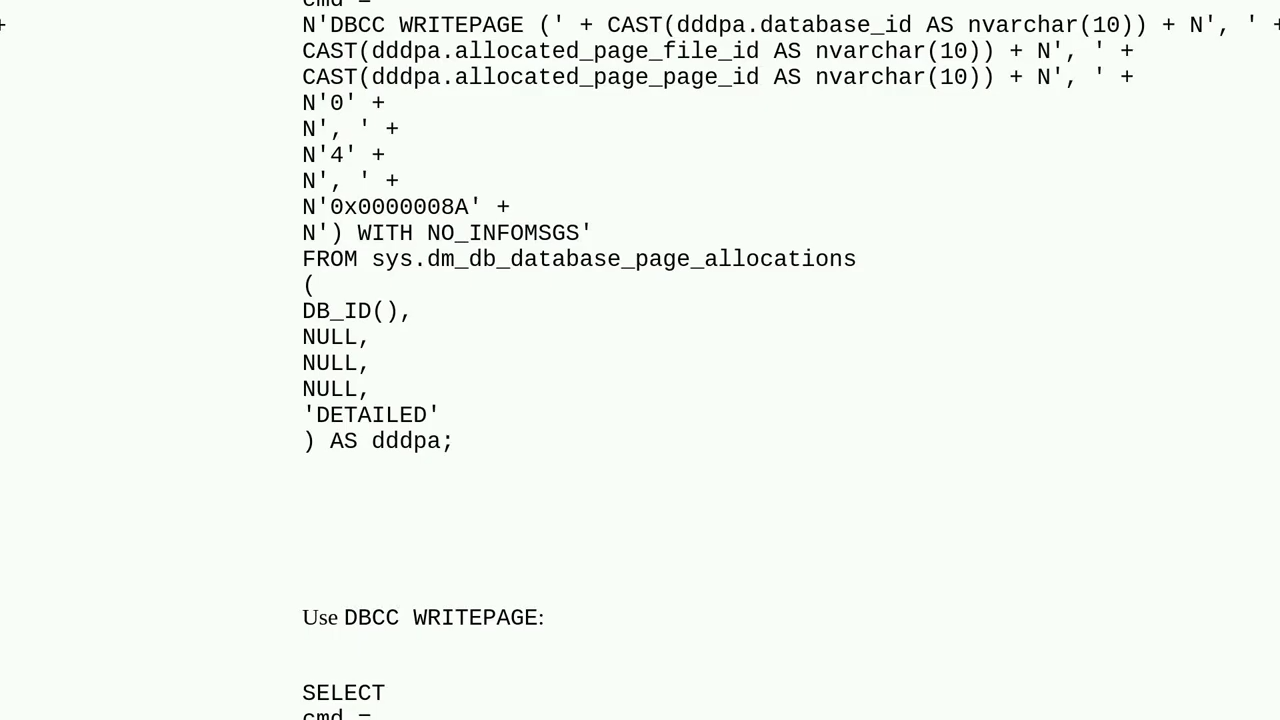 cmd =
+ N'DBCC WRITEPAGE (' + CAST(dddpa.database_id AS nvarchar(10)) + N', ' +
CAST(dddpa.allocated_page_file_id AS nvarchar(10)) + N', ' +
CAST(dddpa.allocated_page_page_id AS nvarchar(10)) + N', ' +
N'0' +
N', ' +
N'4' +
N', ' +
N'0x0000008A' +
N') WITH NO_INFOMSGS'
FROM sys.dm_db_database_page_allocations
(
DB_ID(),
NULL,
NULL,
NULL,
'DETAILED'
) AS dddpa;
Use DBCC WRITEPAGE:
SELECT
cmd =